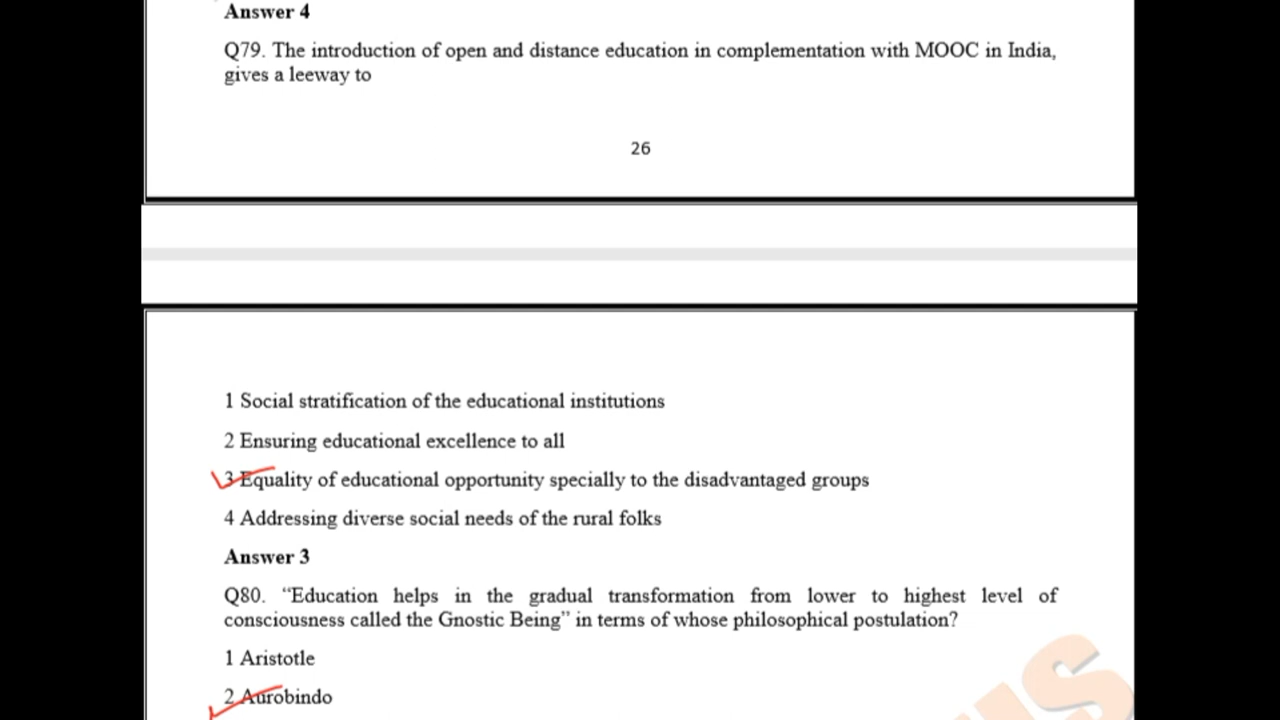 Answer 4
Q79. The introduction of open and distance education in complementation with MOOC in India,
gives a leeway to
26
1 Social stratification of the educational institutions
2 Ensuring educational excellence to all
3 Equality of educational opportunity specially to the disadvantaged groups
4 Addressing diverse social needs of the rural folks
Answer 3
Q80. “Education helps in the gradual transformation from lower to highest level of
consciousness called the Gnostic Being” in terms of whose philosophical postulation?
1 Aristotle
2 Aurobindo